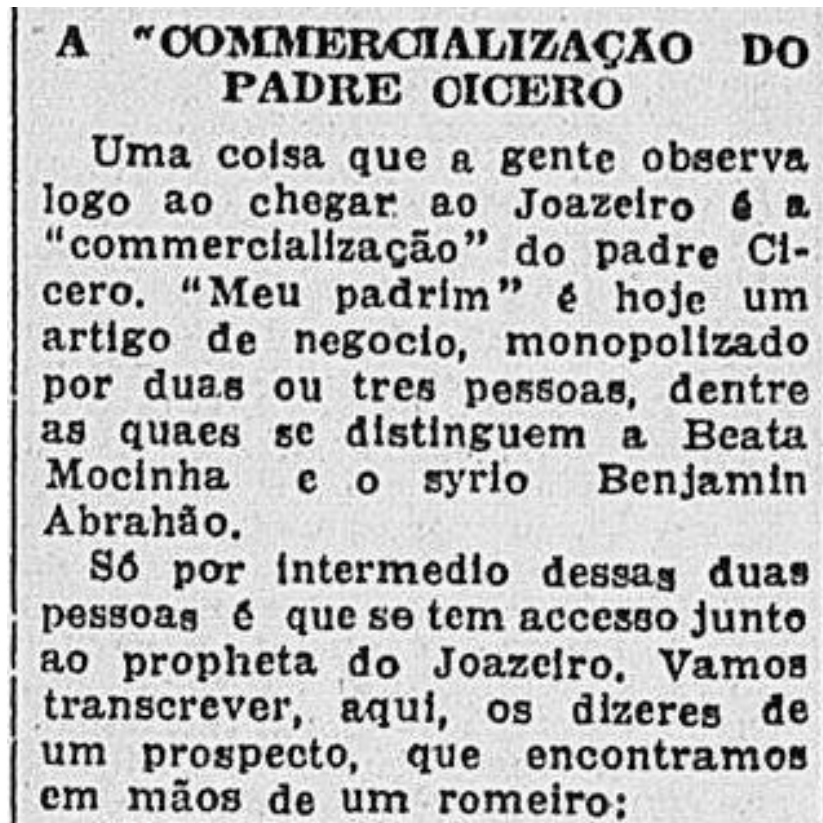 A "COMMERCIALIZAÇÃO DO
PADRE CICERO
Uma coisa que a gente observa
logo ao chegar ao Joazeiro é a
"commercialização" do padre Ci-
cero. "Meu padrim" é hoje um
artigo de negocio, monopolizado
por duas ou tres pessoas, dentre
as quaes se distinguem a Beata
Mocinha e o syrio Benjamin
Abrahão.
Só por intermedio dessas duas
pessoas é que se tem accesso junto
ao propheta do Joazeiro. Vamos
transcrever, aqui, os dizeres de
um prospecto, que encontramos
em mãos de um romeiro: